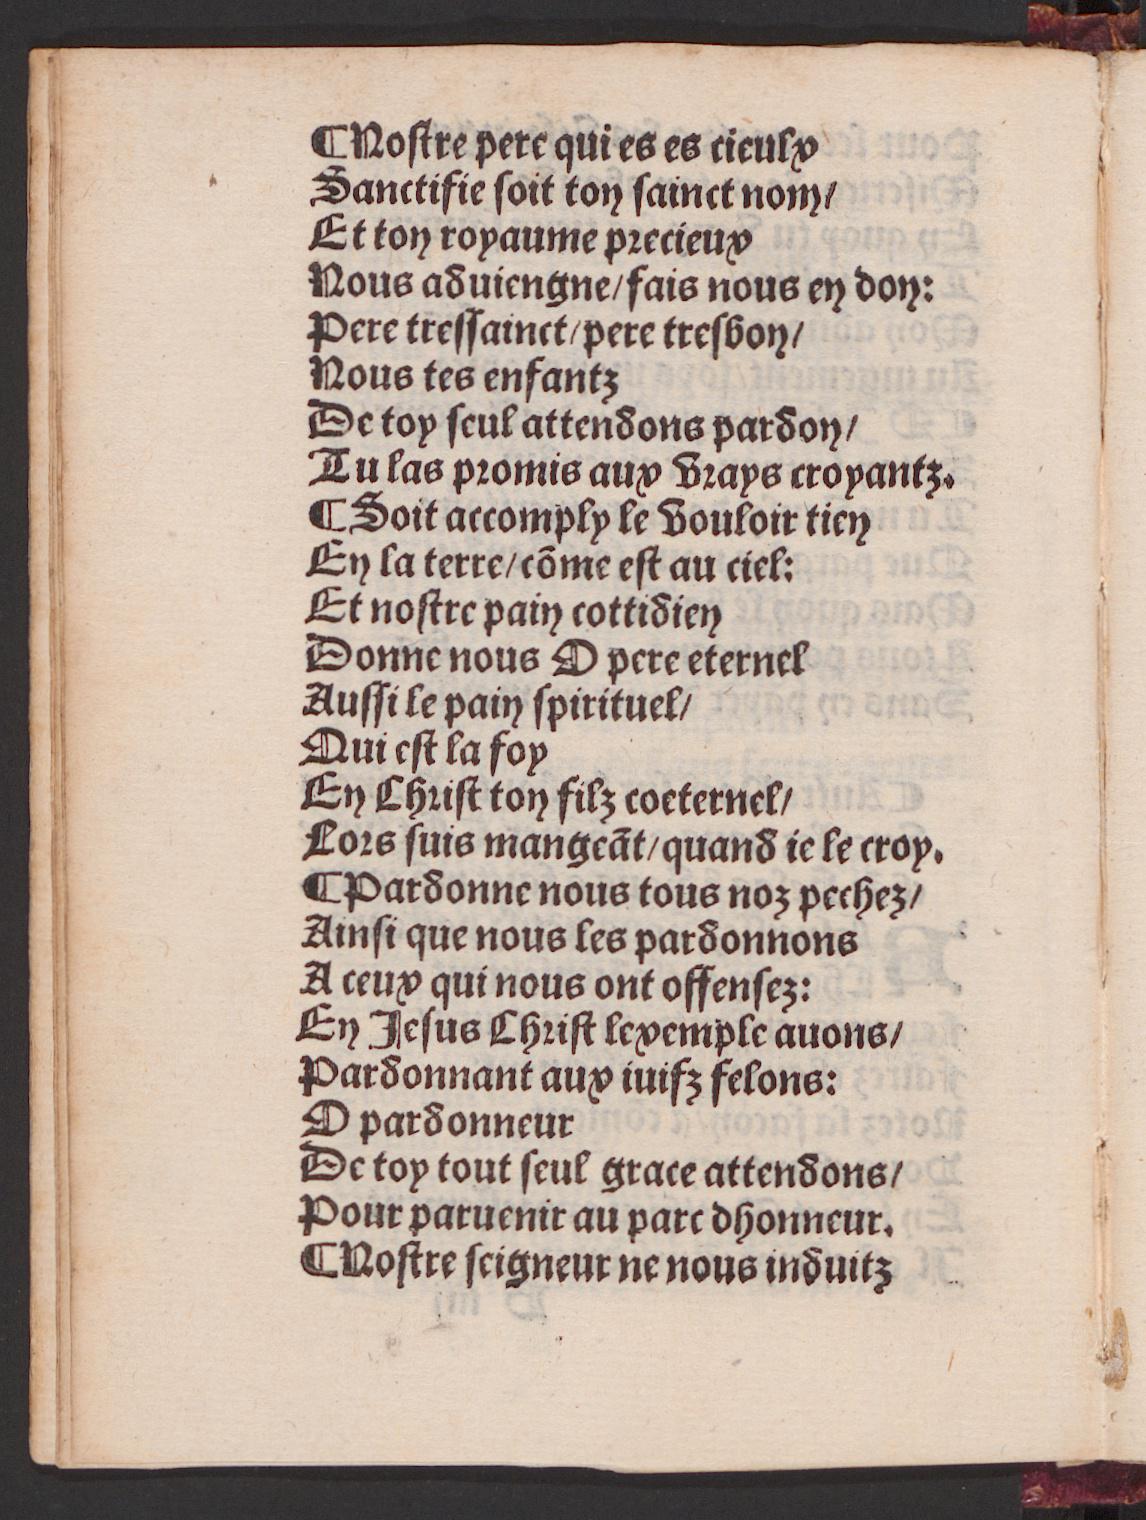 ¶Nostre pere qui es es cieulx
Sanctifie soit ton sainct nom/
Et ton royaume precieux
Nous aduiengne/fais nous en don:
Pere tressainct/pere tresbon/
Nous tes enfantz
De toy seul attendons pardon/
Tu las promis aux vrays croyantz.
¶Soit accomply le vouloir tien
En la terre/cõme est au ciel:
Et nostre pain cottidien
Donne nous O pere eternel
Aussi le pain spirituel/
Qui est la foy
En Christ ton filz coeternel/
Lors suis mangeãt/quand ie le croy.
¶Pardonne nous tous noz pechez/
Ainsi que nous les pardonnons
A ceux qui nous ont offensez:
En Jesus Christ lexemple auons/
Pardonnant aux iuifz felons:
O pardonneur
De toy tout seul grace attendons/
Pour paruenir au parc dhonneur.
¶Nostre seigneur ne nous induitz